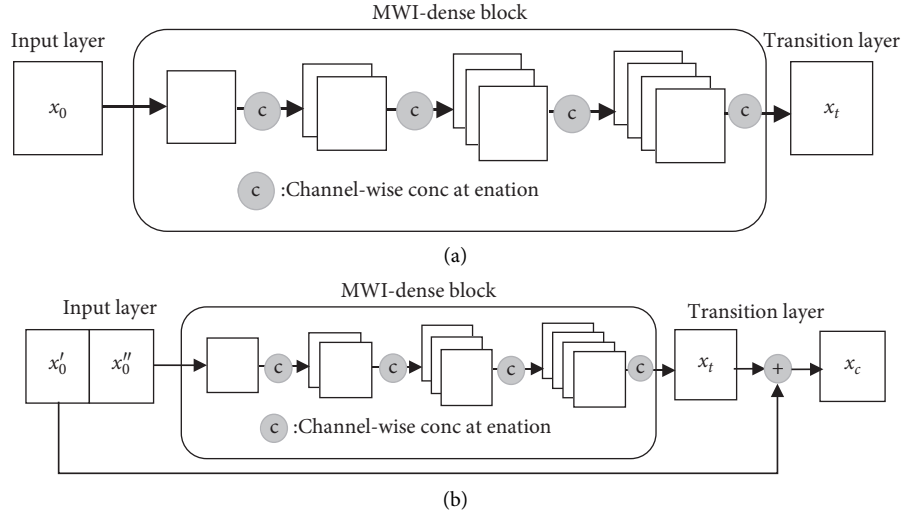 MWI-dense block
Input layer
Transition layer
x0
c
c
c
c
xt
c :Channel-wise conc at enation
(a)
MWI-dense block
Input layer
Transition layer
x′0
x″0
c
c
c
c
xt
+
xc
c :Channel-wise conc at enation
(b)